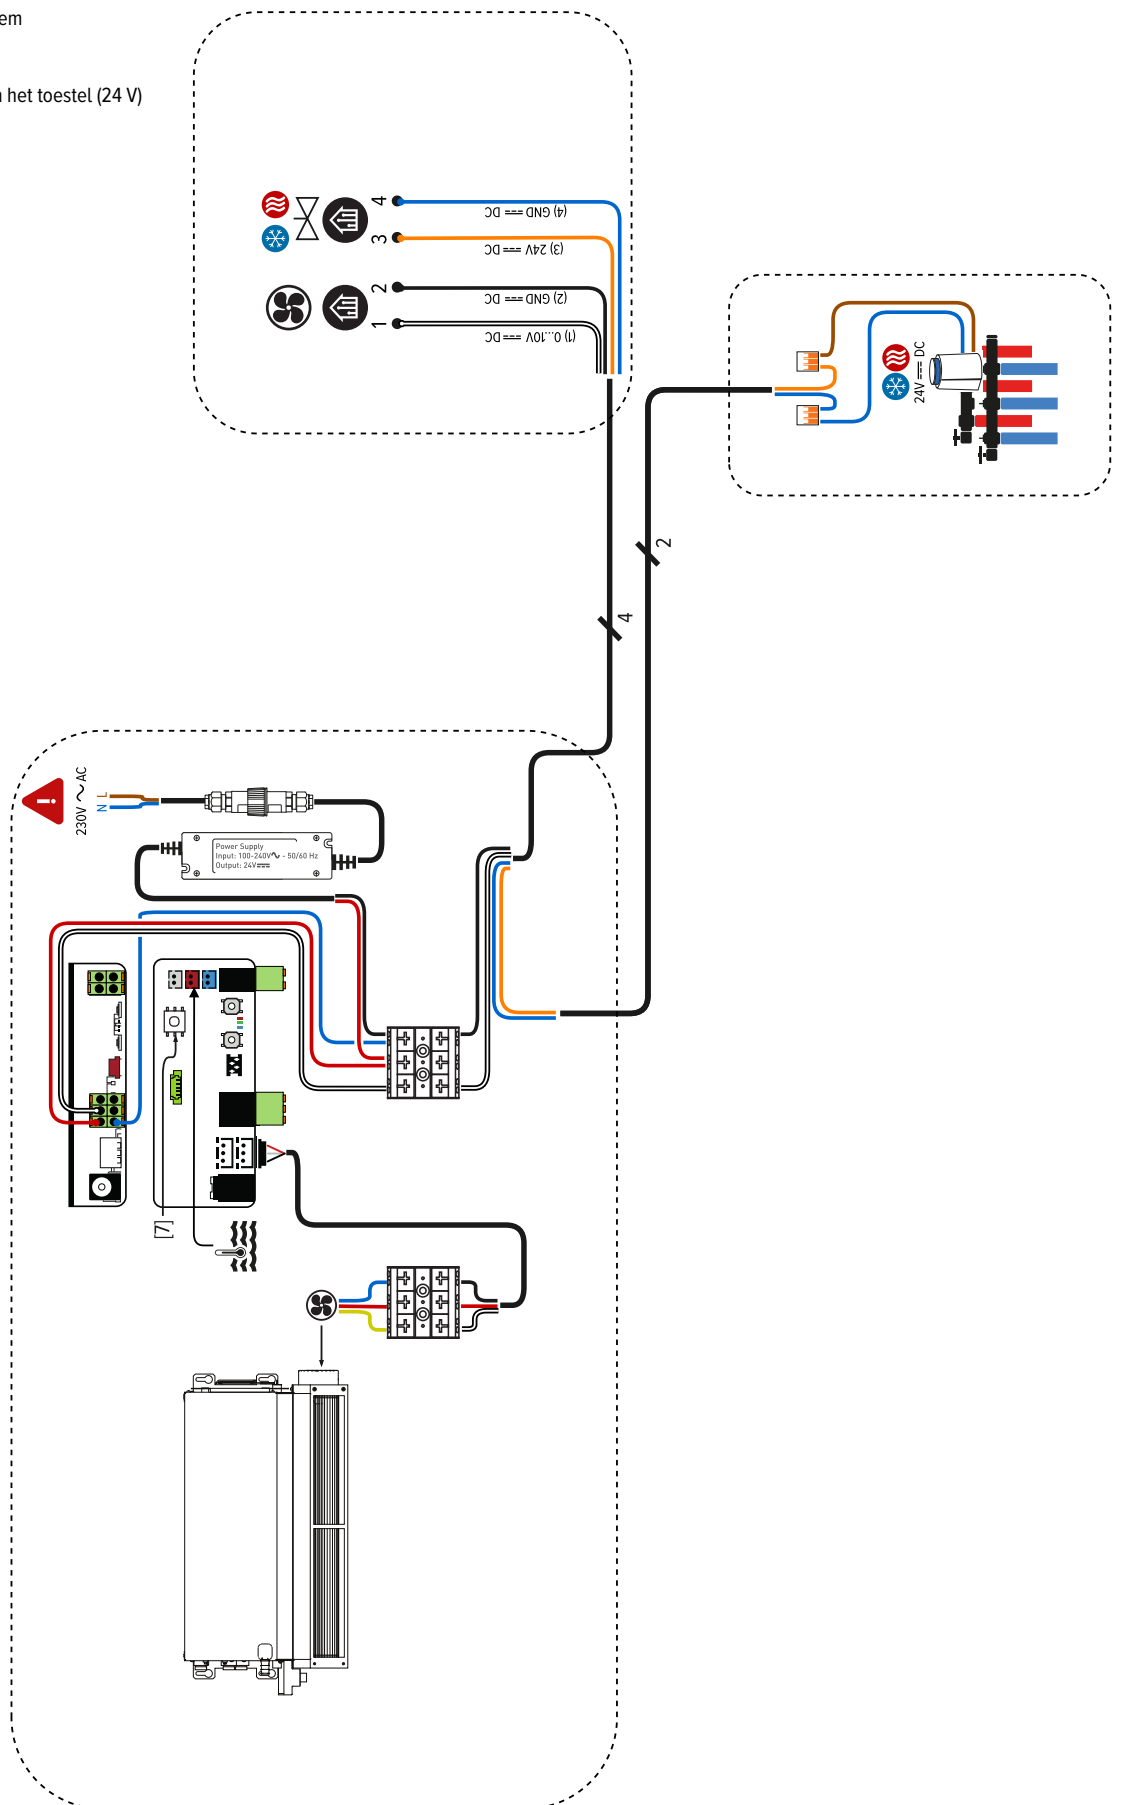 em
n het toestel (24 V)
4
(4) GND DC
3
(3) 24V DC
2
(2) GND DC
1
(1) 0...10V DC
24V DC
2
4
230V ~ AC
N
L
Power Supply
Input: 100-240V~ - 50/60 Hz
Output: 24V
[7]